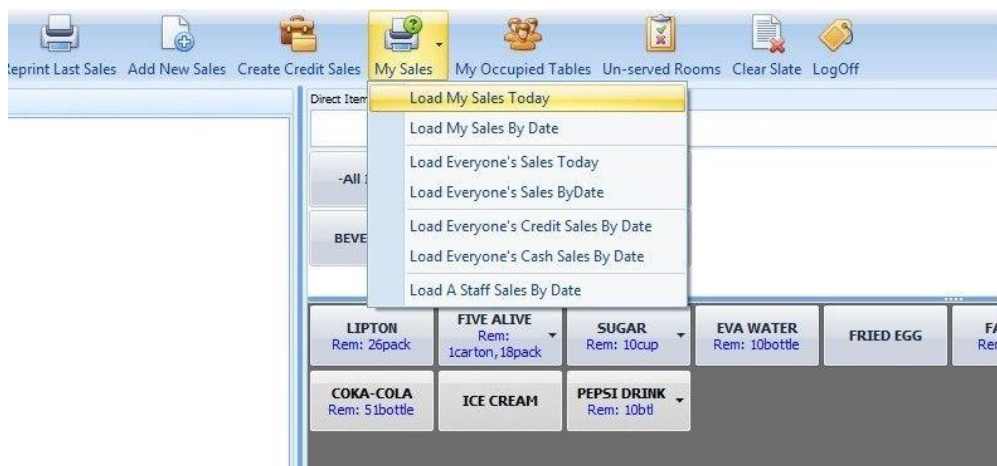 Reprint Last Sales Add New Sales Create Credit Sales My Sales My Occupied Tables Un-served Rooms Clear Slate LogOff
Direct Item
Load My Sales Today
Load My Sales By Date
Load Everyone's Sales Today
Load Everyone's Sales ByDate
Load Everyone's Credit Sales By Date
Load Everyone's Cash Sales By Date
Load A Staff Sales By Date
-All
BEVE
LIPTON
Rem: 26pack
FIVE ALIVE
Rem:
1carton,18pack
SUGAR
Rem: 10cup
EVA WATER
Rem: 10bottle
FRIED EGG
COKA-COLA
Rem: 51bottle
ICE CREAM
PEPSI DRINK
Rem: 10btl